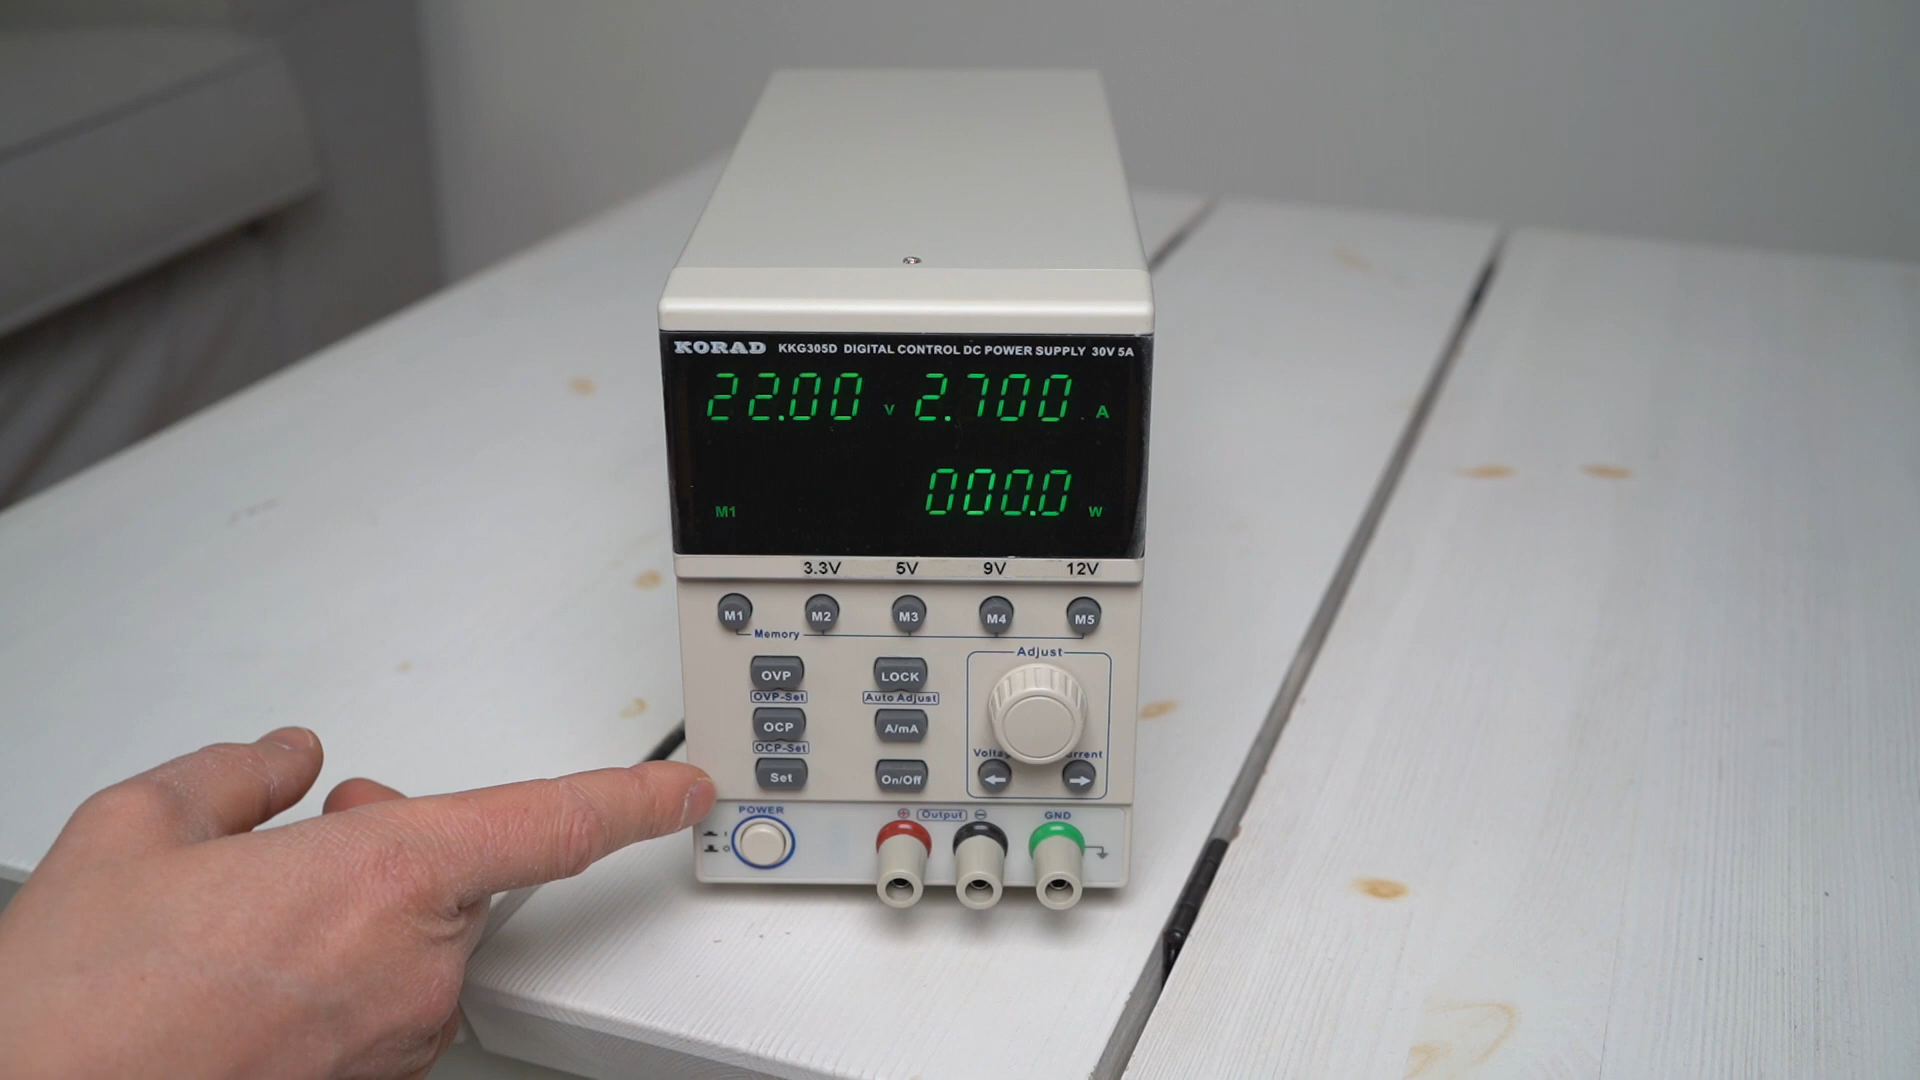 KORAD KKG305D DIGITAL CONTROL DC POWER SUPPLY 30V 5A
22.00 V 2.700 A
M1 000.0 W
3.3V 5V 9V 12V
M1 M2 M3 M4 M5
Memory
Adjust
OVP LOCK
OVP-Set Auto Adjust
OCP A/mA
OCP-Set
Set On/Off
POWER
Output
GND
I
O